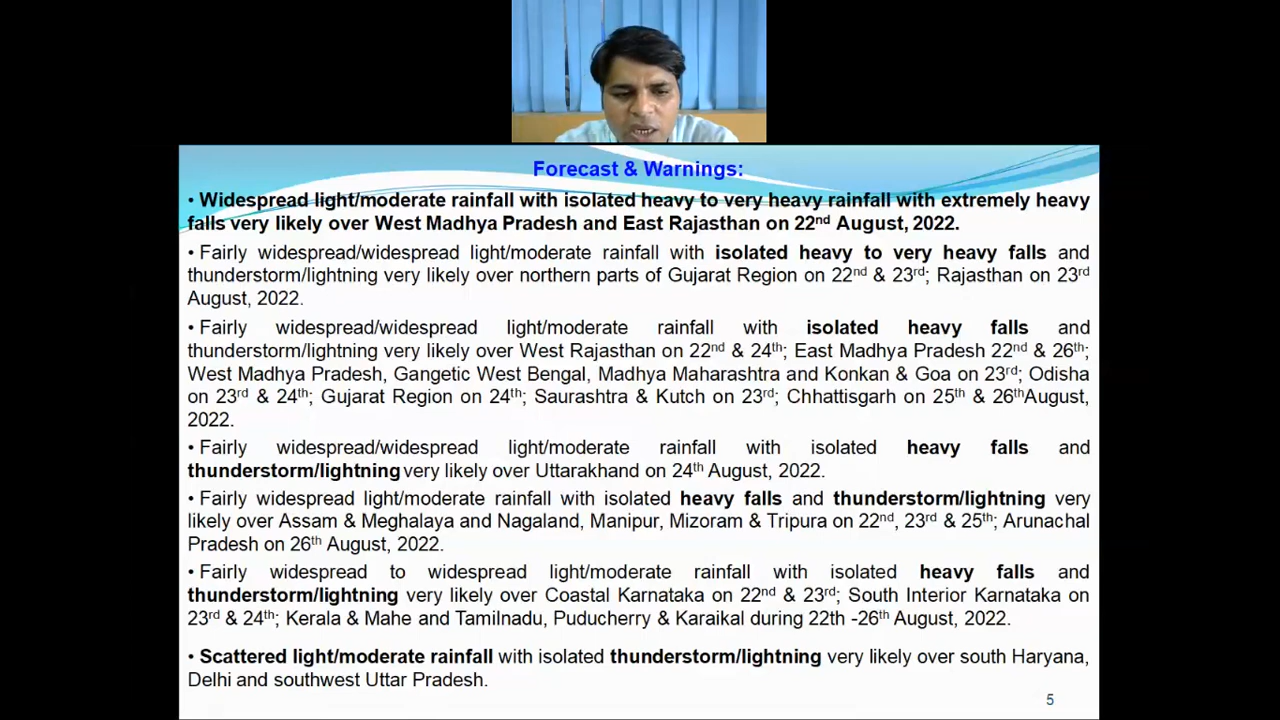 Forecast & Warnings:
• Widespread light/moderate rainfall with isolated heavy to very heavy rainfall with extremely heavy
falls very likely over West Madhya Pradesh and East Rajasthan on 22nd August, 2022.
• Fairly widespread/widespread light/moderate rainfall with isolated heavy to very heavy falls and
thunderstorm/lightning very likely over northern parts of Gujarat Region on 22nd & 23rd; Rajasthan on 23rd
August, 2022.
• Fairly widespread/widespread light/moderate rainfall with isolated heavy falls and
thunderstorm/lightning very likely over West Rajasthan on 22nd & 24th; East Madhya Pradesh 22nd & 26th;
West Madhya Pradesh, Gangetic West Bengal, Madhya Maharashtra and Konkan & Goa on 23rd; Odisha
on 23rd & 24th; Gujarat Region on 24th; Saurashtra & Kutch on 23rd; Chhattisgarh on 25th & 26thAugust,
2022.
• Fairly widespread/widespread light/moderate rainfall with isolated heavy falls and
thunderstorm/lightning very likely over Uttarakhand on 24th August, 2022.
• Fairly widespread light/moderate rainfall with isolated heavy falls and thunderstorm/lightning very
likely over Assam & Meghalaya and Nagaland, Manipur, Mizoram & Tripura on 22nd, 23rd & 25th; Arunachal
Pradesh on 26th August, 2022.
• Fairly widespread to widespread light/moderate rainfall with isolated heavy falls and
thunderstorm/lightning very likely over Coastal Karnataka on 22nd & 23rd; South Interior Karnataka on
23rd & 24th; Kerala & Mahe and Tamilnadu, Puducherry & Karaikal during 22th -26th August, 2022.
• Scattered light/moderate rainfall with isolated thunderstorm/lightning very likely over south Haryana,
Delhi and southwest Uttar Pradesh.
5